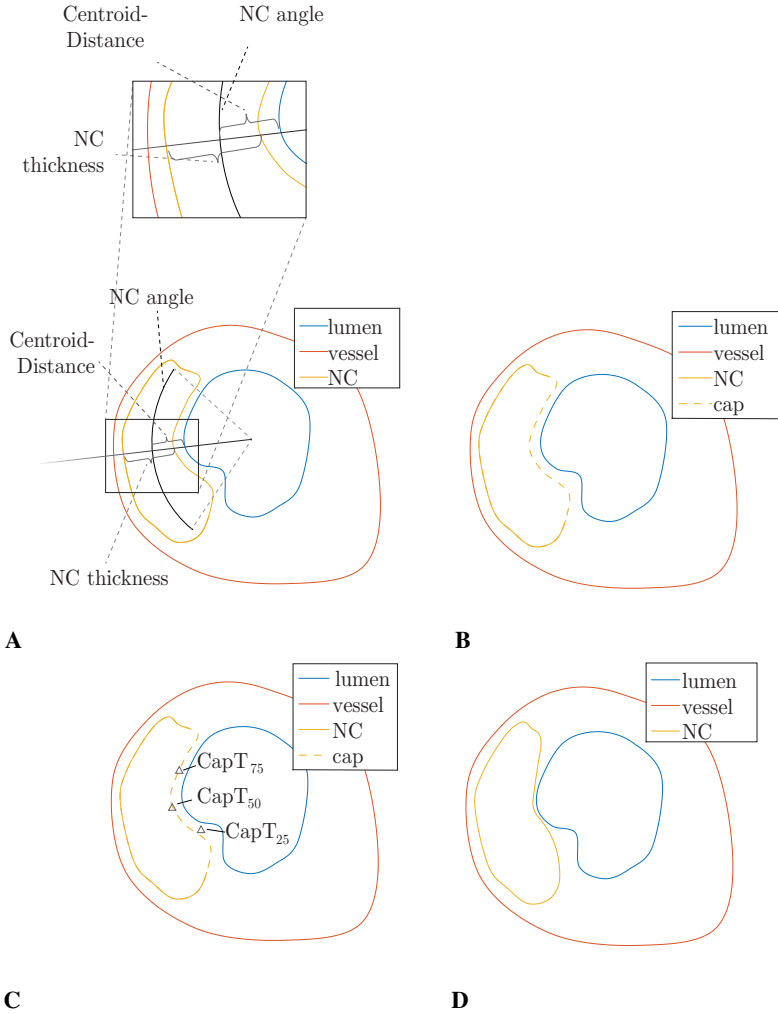 Centroid-
Distance
NC angle
NC
thickness
NC angle
Centroid-
Distance
lumen
vessel
NC
NC thickness
A
lumen
vessel
NC
cap
B
lumen
vessel
NC
cap
CapT75
CapT50
CapT25
C
lumen
vessel
NC
D